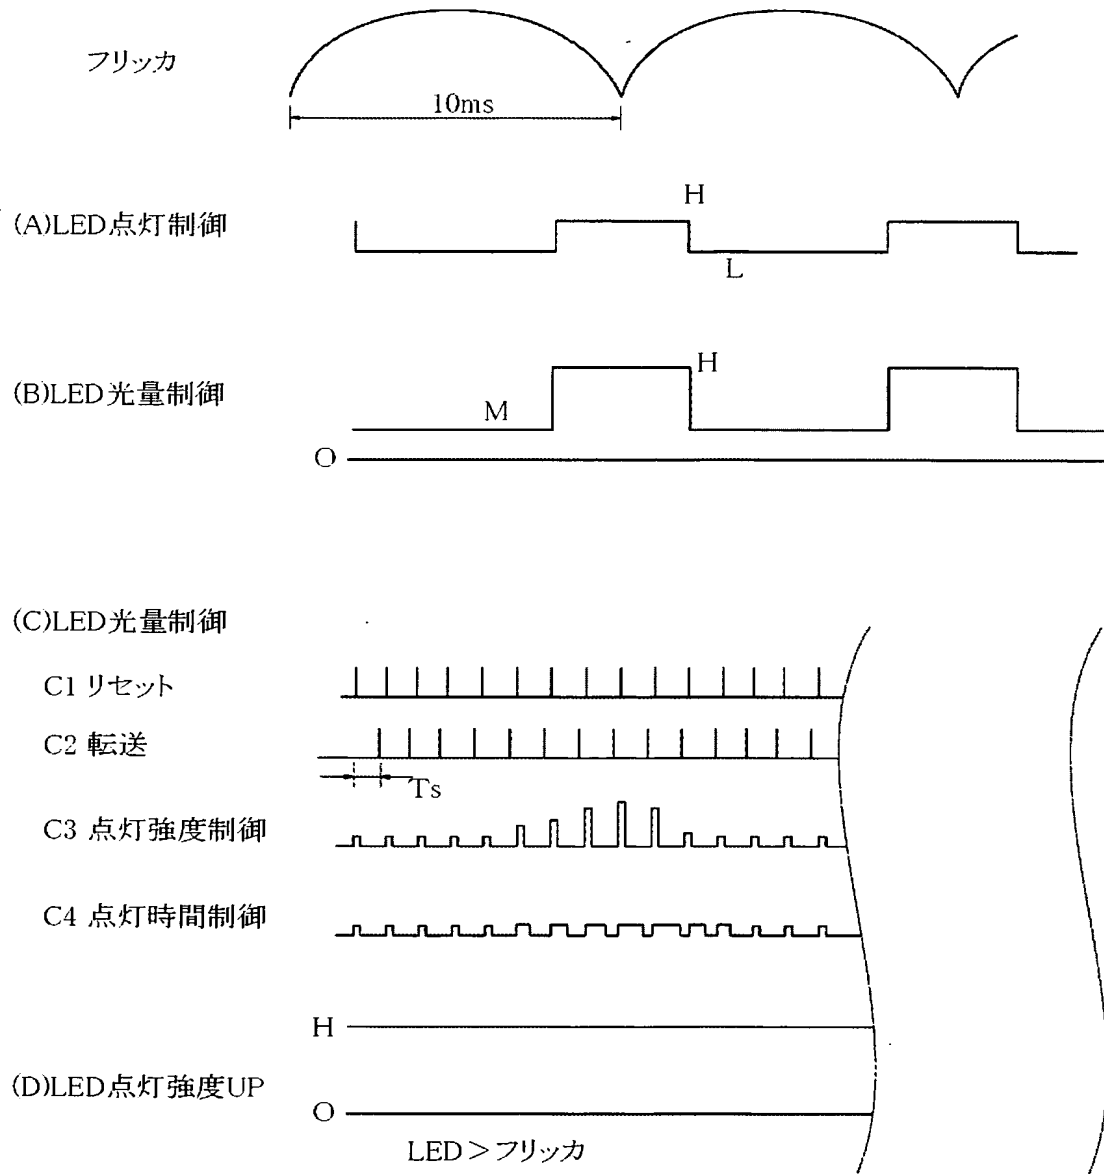 フリッカ
10ms
(A)LED点灯制御
H
L
(B)LED光量制御
H
M
O
(C)LED光量制御
C1 リセット
C2 転送
Ts
C3 点灯強度制御
C4 点灯時間制御
H
(D)LED点灯強度UP
O
LED>フリッカ